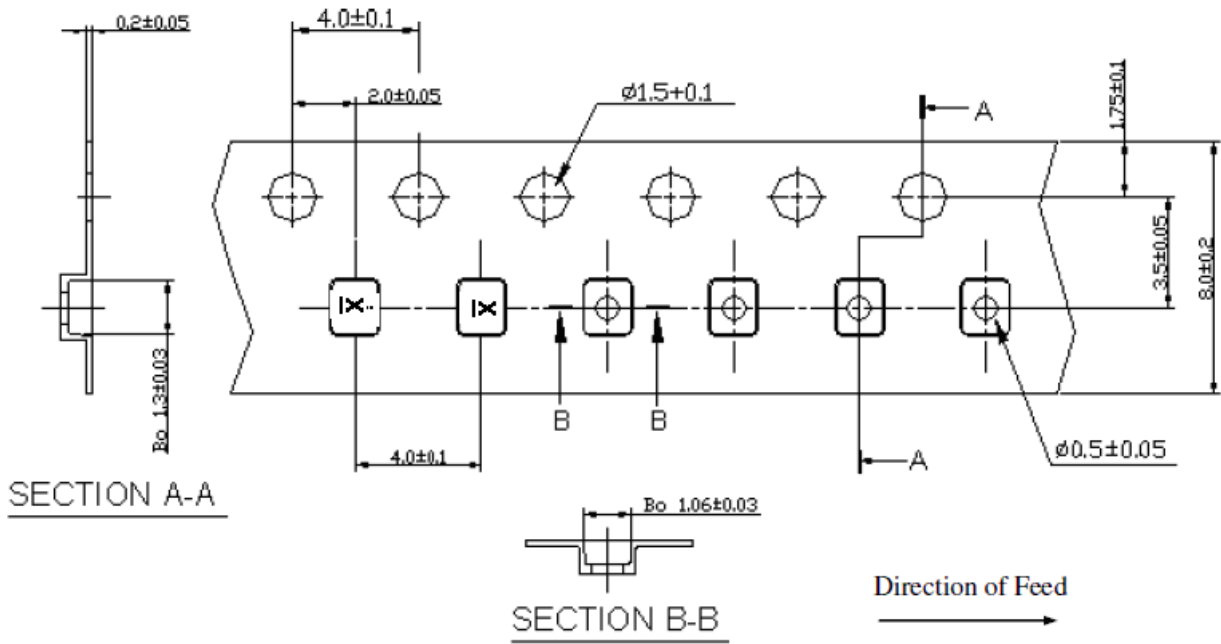 0.2±0.05
4.0±0.1
2.0±0.05
ø1.5+0.1
A
1.75±0.1
3.5±0.05
8.0±0.2
IX
IX
B
B
Bo 1.3±0.03
4.0±0.1
A
ø0.5±0.05
SECTION A-A
Bo 1.06±0.03
SECTION B-B
Direction of Feed